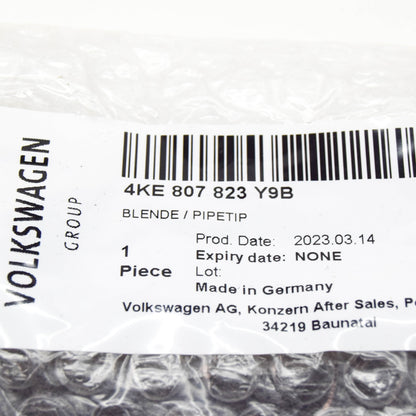 VOLKSWAGEN
GROUP
4KE 807 823 Y9B
BLENDE / PIPETIP
1
Piece
Prod. Date: 2023.03.14
Expiry date: NONE
Lot:
Made in Germany
Volkswagen AG, Konzern After Sales,
34219 Baunatal